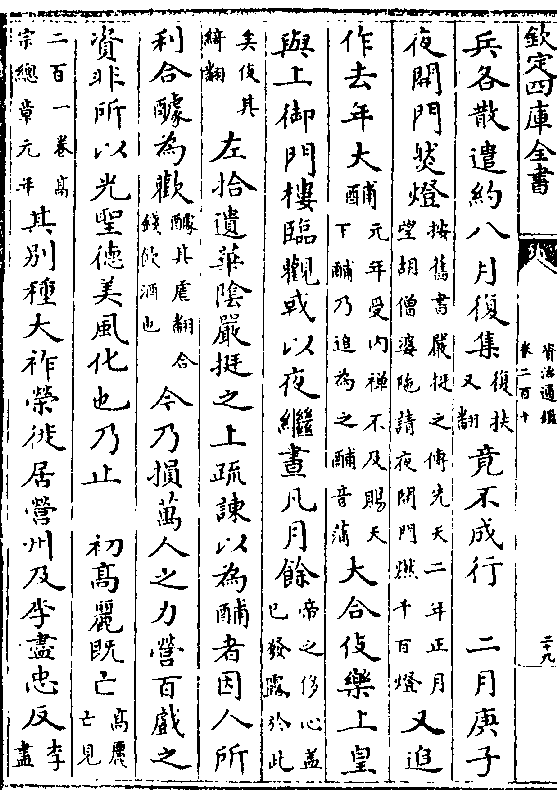 欽定四庫全書
資治通鑑
卷二百十
二十九
兵各散遣約八月復集復扶又翻竟不成行　二月庚子
夜開門然燈按舊書嚴挺之傳先天二年正月望胡僧婆陁請夜開門燃千百燈又追
作去年大酺元年受内禪不及賜天下酺乃追為之酺音蒲大合伎樂上皇
與上御門樓臨觀或以夜繼晝凡月餘帝之侈心盖已發露於此
矣伎其綺翻左拾遺華陰嚴挺之上疏諫以為酺者因人所
利合醵為歡醵其虐翻合錢飲酒也今乃損萬人之力營百戲之
資非所以光聖德美風化也乃止　初高麗既亡高麗亡見
二百一卷高宗總章元年其别種大祚榮徙居營州及李盡忠反李盡